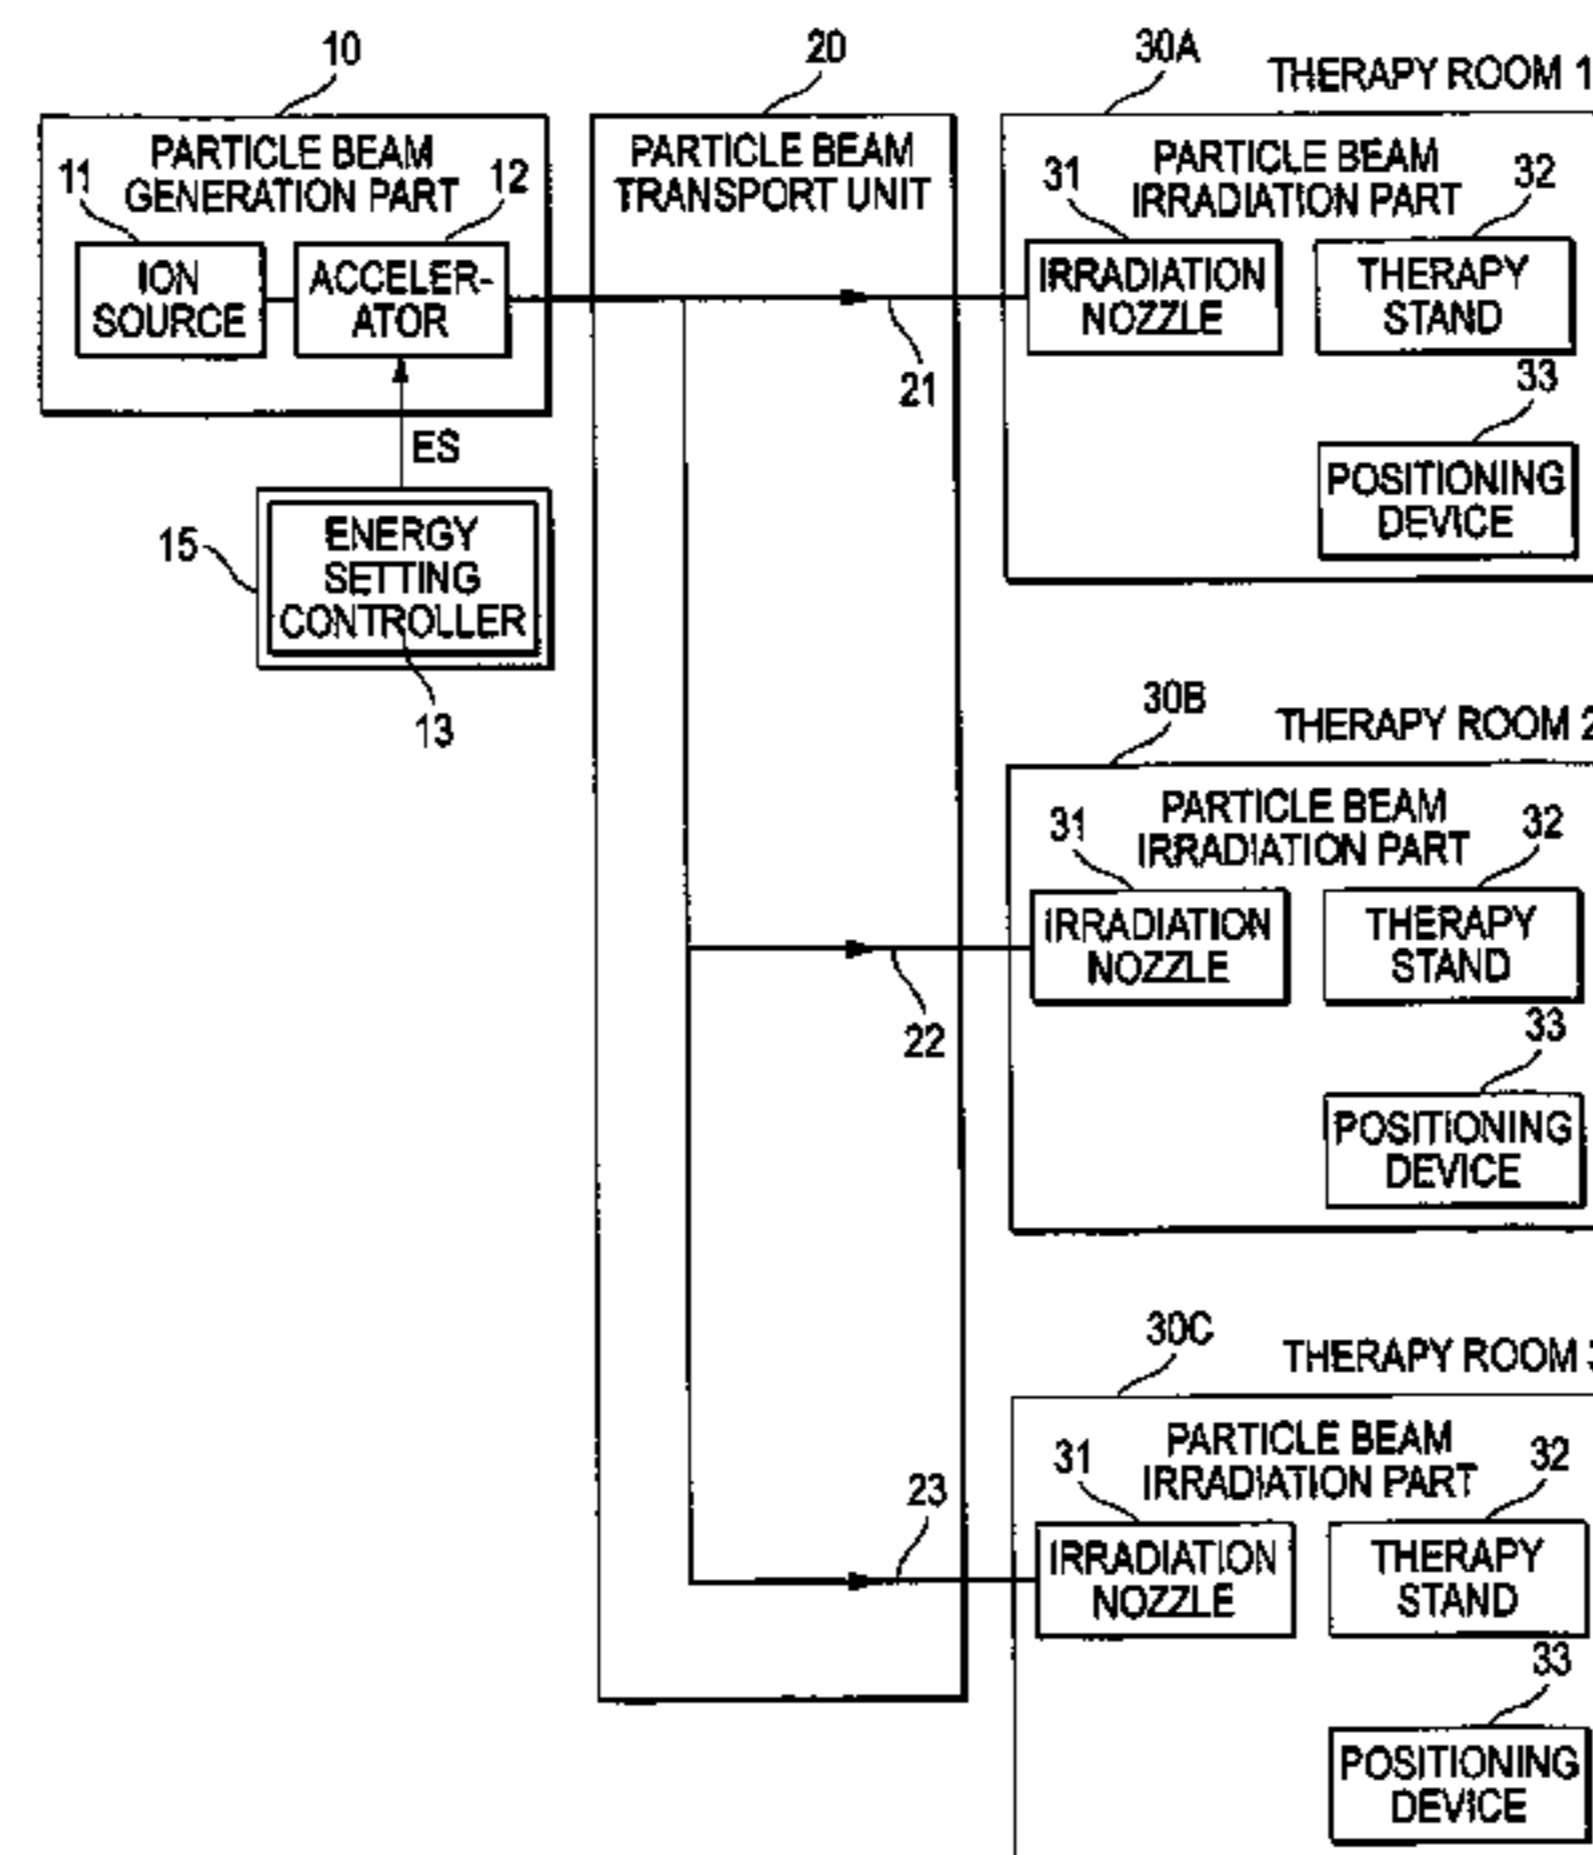 10
PARTICLE BEAM
GENERATION PART
11
12
ION
SOURCE
ACCELER-
ATOR
ES
15
ENERGY
SETTING
CONTROLLER
13
20
PARTICLE BEAM
TRANSPORT UNIT
21
22
23
30A
THERAPY ROOM 1
PARTICLE BEAM
IRRADIATION PART
31
32
IRRADIATION
NOZZLE
THERAPY
STAND
33
POSITIONING
DEVICE
30B
THERAPY ROOM 2
PARTICLE BEAM
IRRADIATION PART
31
32
IRRADIATION
NOZZLE
THERAPY
STAND
33
POSITIONING
DEVICE
30C
THERAPY ROOM 3
PARTICLE BEAM
IRRADIATION PART
31
32
IRRADIATION
NOZZLE
THERAPY
STAND
33
POSITIONING
DEVICE